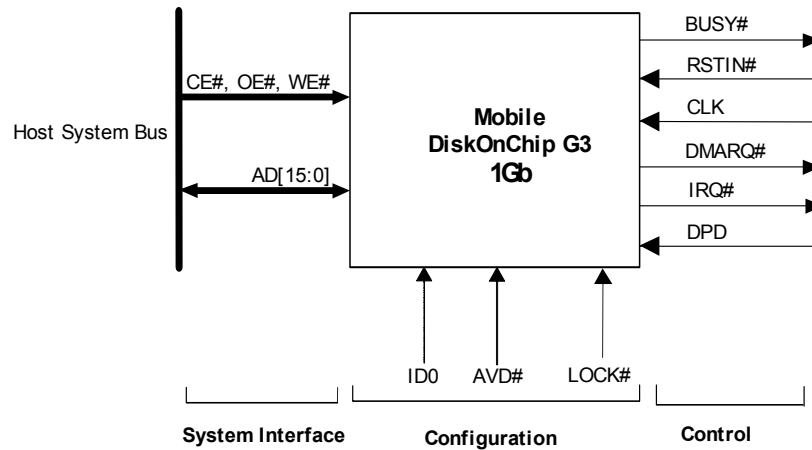 BUSY#
CE#, OE#, WE#
RSTIN#
Mobile
DiskOnChip G3
1Gb
CLK
Host System Bus
DMARQ#
AD[15:0]
IRQ#
DPD
ID0
AVD#
LOCK#
System Interface
Configuration
Control